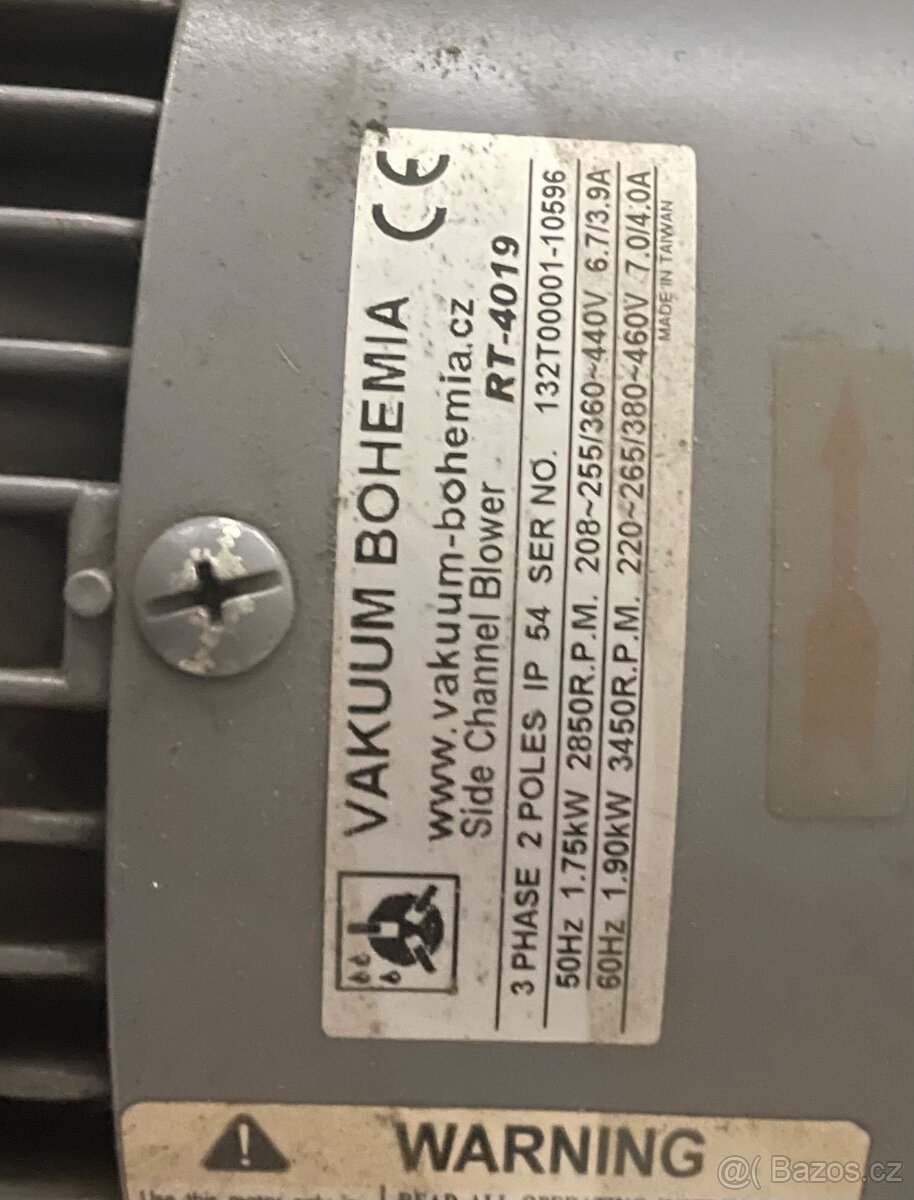 VAKUUM BOHEMIA CE
www.vakuum-bohemia.cz
Side Channel Blower RT-4019
3 PHASE 2 POLES IP 54 SER NO. 132T00001-10596
50Hz 1.75kW 2850R.P.M. 208~255/360~440V 6.7/3.9A
60Hz 1.90kW 3450R.P.M. 220~265/380~460V 7.0/4.0A
MADE IN TAIWAN
WARNING
@( Bazos.cz